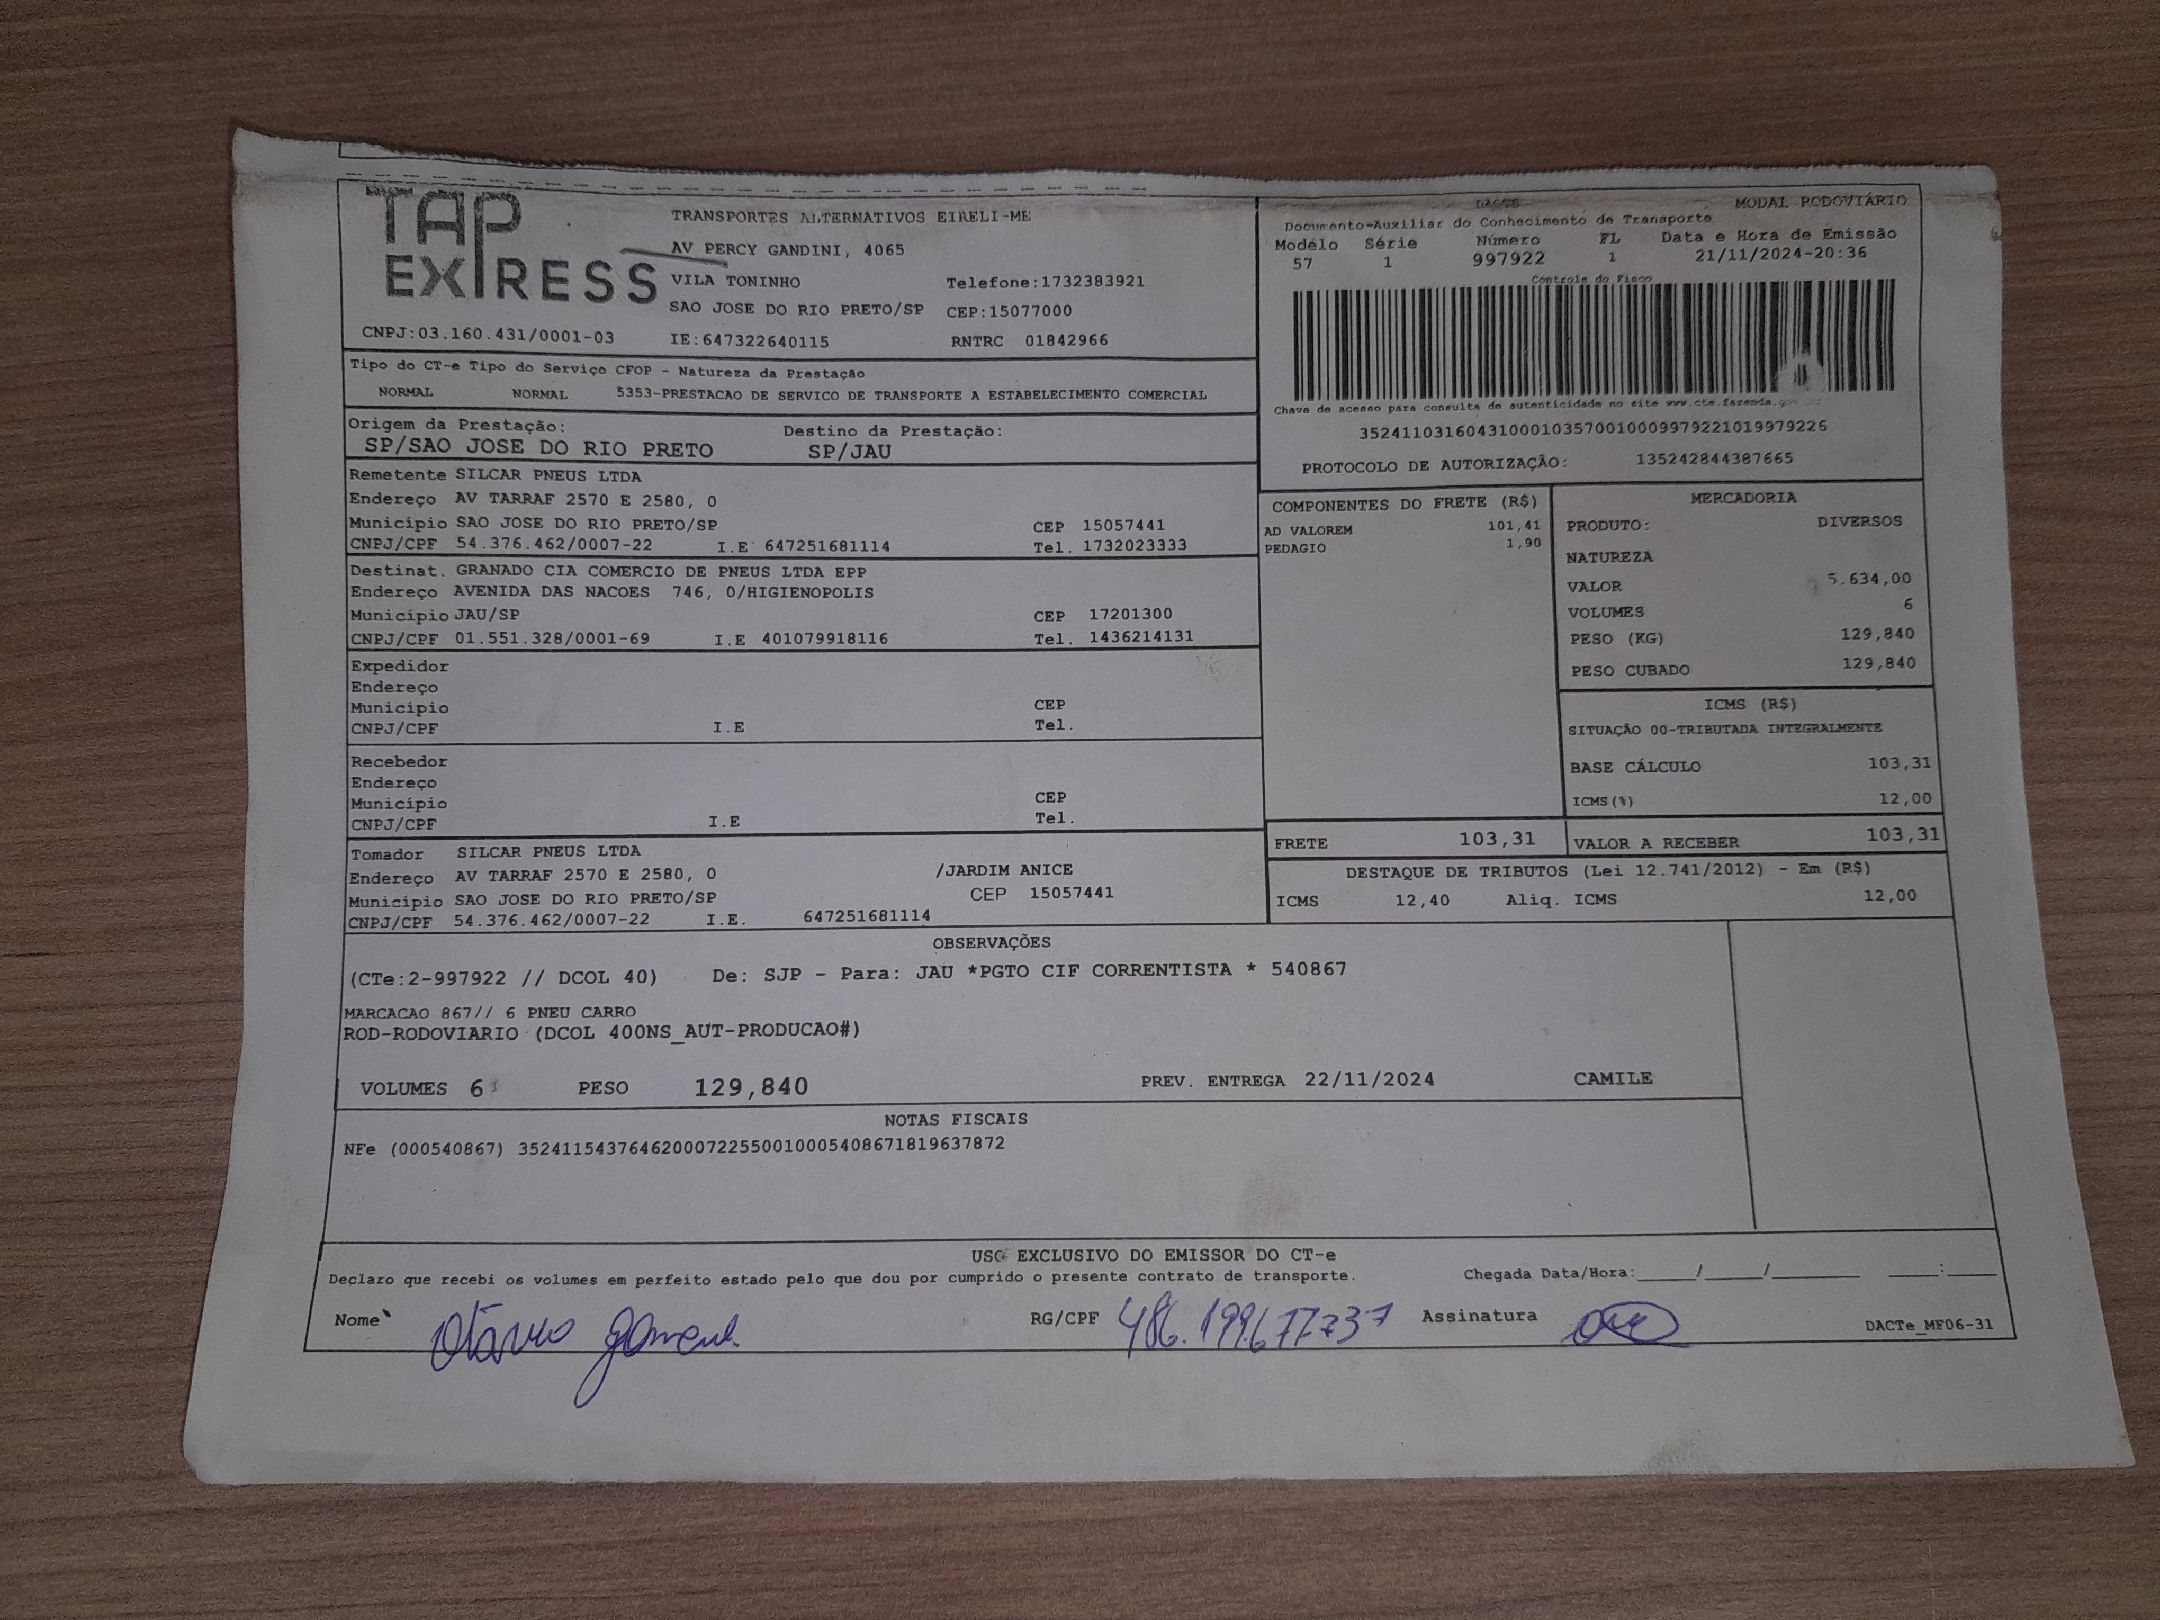 TAP
EXPRESS
TRANSPORTES ALTERNATIVOS EIRELI-ME
AV PERCY GANDINI, 4065
VILA TONINHO Telefone:1732383921
SAO JOSE DO RIO PRETO/SP CEP:15077000
CNPJ:03.160.431/0001-03 IE:647322640115 RNTRC 01842966
DACTE MODAL RODOVIÁRIO
Documento Auxiliar do Conhecimento de Transporte
Modelo Série Número FL Data e Hora de Emissão
57 1 997922 1 21/11/2024-20:36
Controle do Fisco
Chave de acesso para consulta de autenticidade no site www.cte.fazenda.gov
35241103160431000103570010009979221019979226
PROTOCOLO DE AUTORIZAÇÃO: 135242844387665
Tipo do CT-e Tipo do Serviço CFOP - Natureza da Prestação
NORMAL NORMAL 5353-PRESTACAO DE SERVICO DE TRANSPORTE A ESTABELECIMENTO COMERCIAL
Origem da Prestação: Destino da Prestação:
SP/SAO JOSE DO RIO PRETO SP/JAU
Remetente SILCAR PNEUS LTDA
Endereço AV TARRAF 2570 E 2580, 0
Município SAO JOSE DO RIO PRETO/SP CEP 15057441
CNPJ/CPF 54.376.462/0007-22 I.E 647251681114 Tel. 1732023333
Destinat. GRANADO CIA COMERCIO DE PNEUS LTDA EPP
Endereço AVENIDA DAS NACOES 746, 0/HIGIENOPOLIS
Município JAU/SP CEP 17201300
CNPJ/CPF 01.551.328/0001-69 I.E 401079918116 Tel. 1436214131
Expedidor
Endereço
Município CEP
CNPJ/CPF I.E Tel.
Recebedor
Endereço
Município CEP
CNPJ/CPF I.E Tel.
Tomador SILCAR PNEUS LTDA
Endereço AV TARRAF 2570 E 2580, 0 /JARDIM ANICE
Município SAO JOSE DO RIO PRETO/SP CEP 15057441
CNPJ/CPF 54.376.462/0007-22 I.E. 647251681114
COMPONENTES DO FRETE (R$)
AD VALOREM 101,41
PEDAGIO 1,90
MERCADORIA
PRODUTO: DIVERSOS
NATUREZA
VALOR 5.634,00
VOLUMES 6
PESO (KG) 129,840
PESO CUBADO 129,840
ICMS (R$)
SITUAÇÃO 00-TRIBUTADA INTEGRALMENTE
BASE CÁLCULO 103,31
ICMS(%) 12,00
FRETE 103,31 VALOR A RECEBER 103,31
DESTAQUE DE TRIBUTOS (Lei 12.741/2012) - Em (R$)
ICMS 12,40 Aliq. ICMS 12,00
OBSERVAÇÕES
(CTe:2-997922 // DCOL 40) De: SJP - Para: JAU *PGTO CIF CORRENTISTA * 540867
MARCACAO 867// 6 PNEU CARRO
ROD-RODOVIARIO (DCOL 400NS_AUT-PRODUCAO#)
VOLUMES 6 PESO 129,840 PREV. ENTREGA 22/11/2024 CAMILE
NOTAS FISCAIS
NFe (000540867) 35241154376462000722550010005408671819637872
USO EXCLUSIVO DO EMISSOR DO CT-e
Declaro que recebi os volumes em perfeito estado pelo que dou por cumprido o presente contrato de transporte. Chegada Data/Hora:_____/_____/________ _____:_____
Nome Otávio RG/CPF Assinatura DACTe_MF06-31